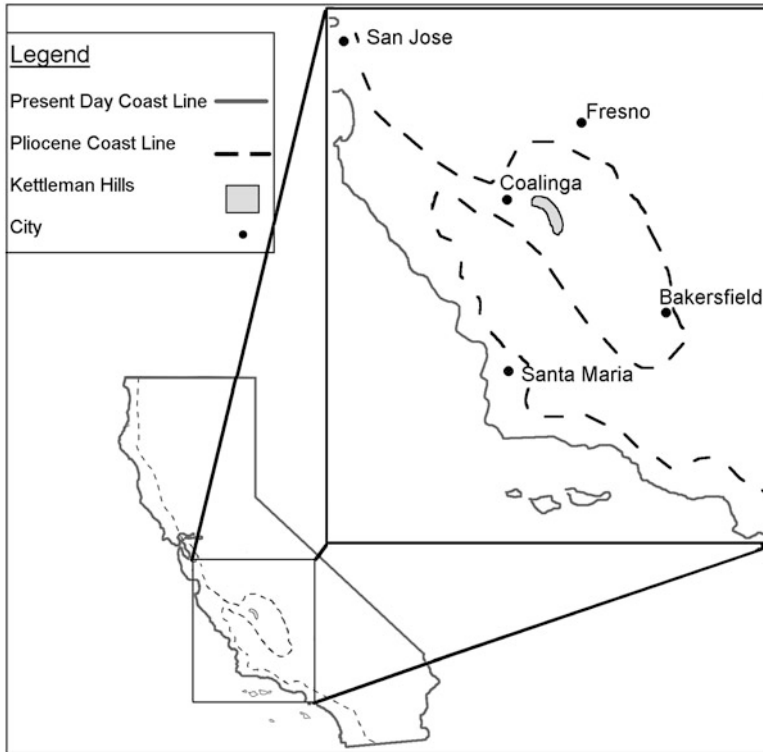 Legend
Present Day Coast Line
Pliocene Coast Line
Kettleman Hills
City
San Jose
Fresno
Coalinga
Bakersfield
Santa Maria